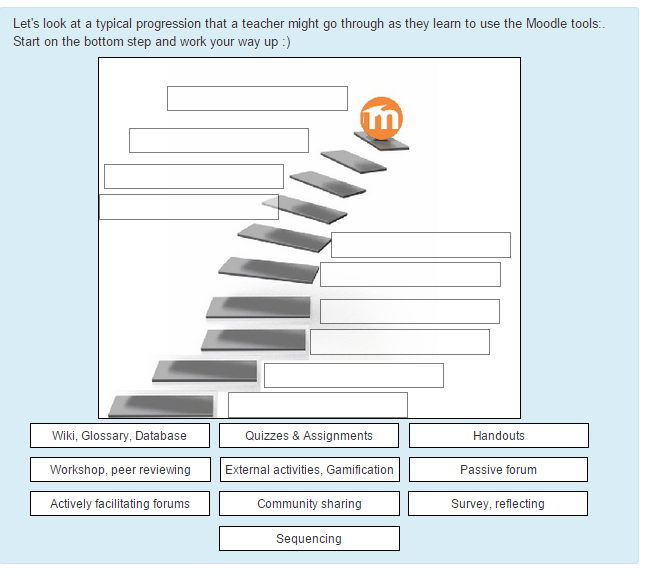 Let's look at a typical progression that a teacher might go through as they learn to use the Moodle tools:.
Start on the bottom step and work your way up :)
m
Wiki, Glossary, Database
Quizzes & Assignments
Handouts
Workshop, peer reviewing
External activities, Gamification
Passive forum
Actively facilitating forums
Community sharing
Survey, reflecting
Sequencing